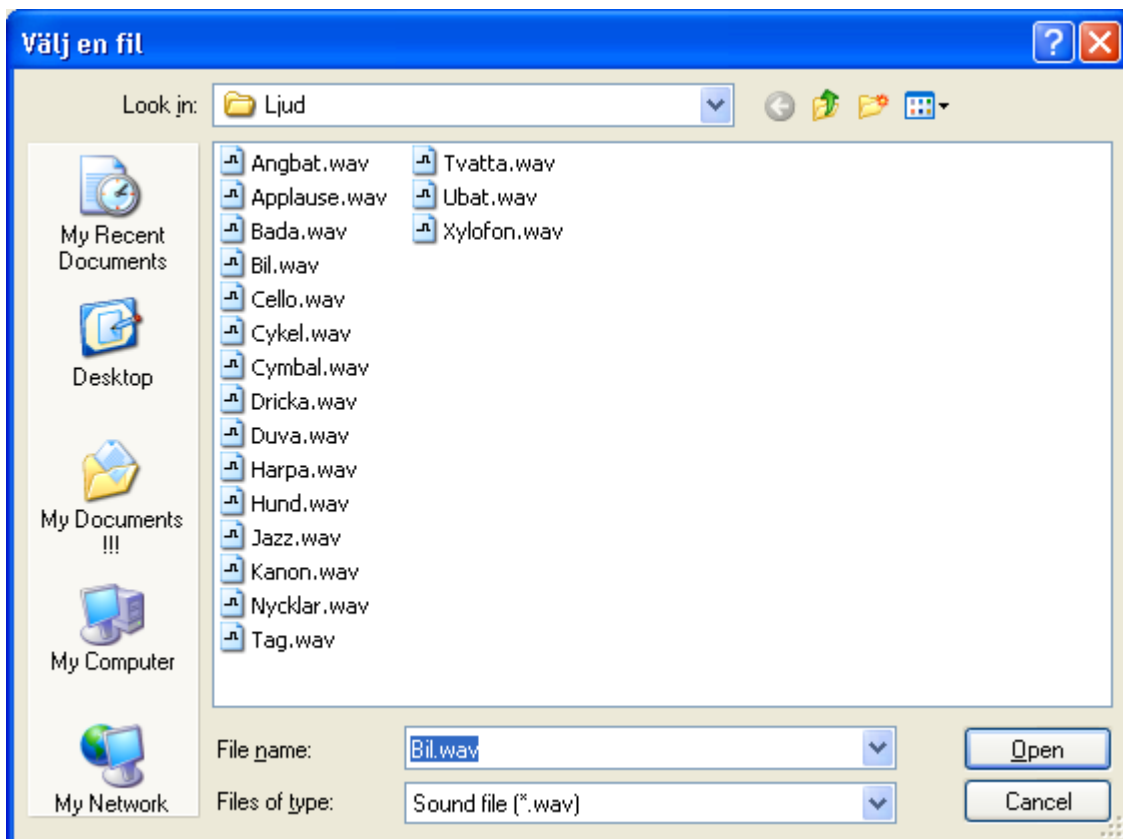 Välj en fil
Look in:
Ljud
My Recent
Documents
Desktop
My Documents
!!!
My Computer
My Network
Angbat.wav
Applause.wav
Bada.wav
Bil.wav
Cello.wav
Cykel.wav
Cymbal.wav
Dricka.wav
Duva.wav
Harpa.wav
Hund.wav
Jazz.wav
Kanon.wav
Nycklar.wav
Tag.wav
Tvatta.wav
Ubat.wav
Xylofon.wav
File name:
Bil.wav
Open
Files of type:
Sound file (*.wav)
Cancel